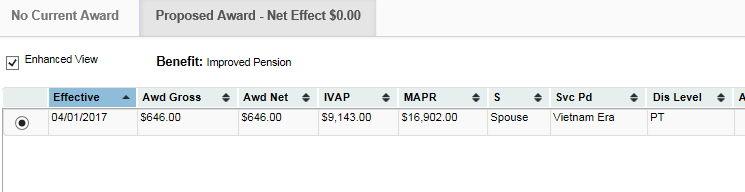 No Current Award Proposed Award - Net Effect $0.00
Enhanced View Benefit: Improved Pension
Effective Awd Gross Awd Net IVAP MAPR S Svc Pd Dis Level A
04/01/2017 $646.00 $646.00 $9,143.00 $16,902.00 Spouse Vietnam Era PT